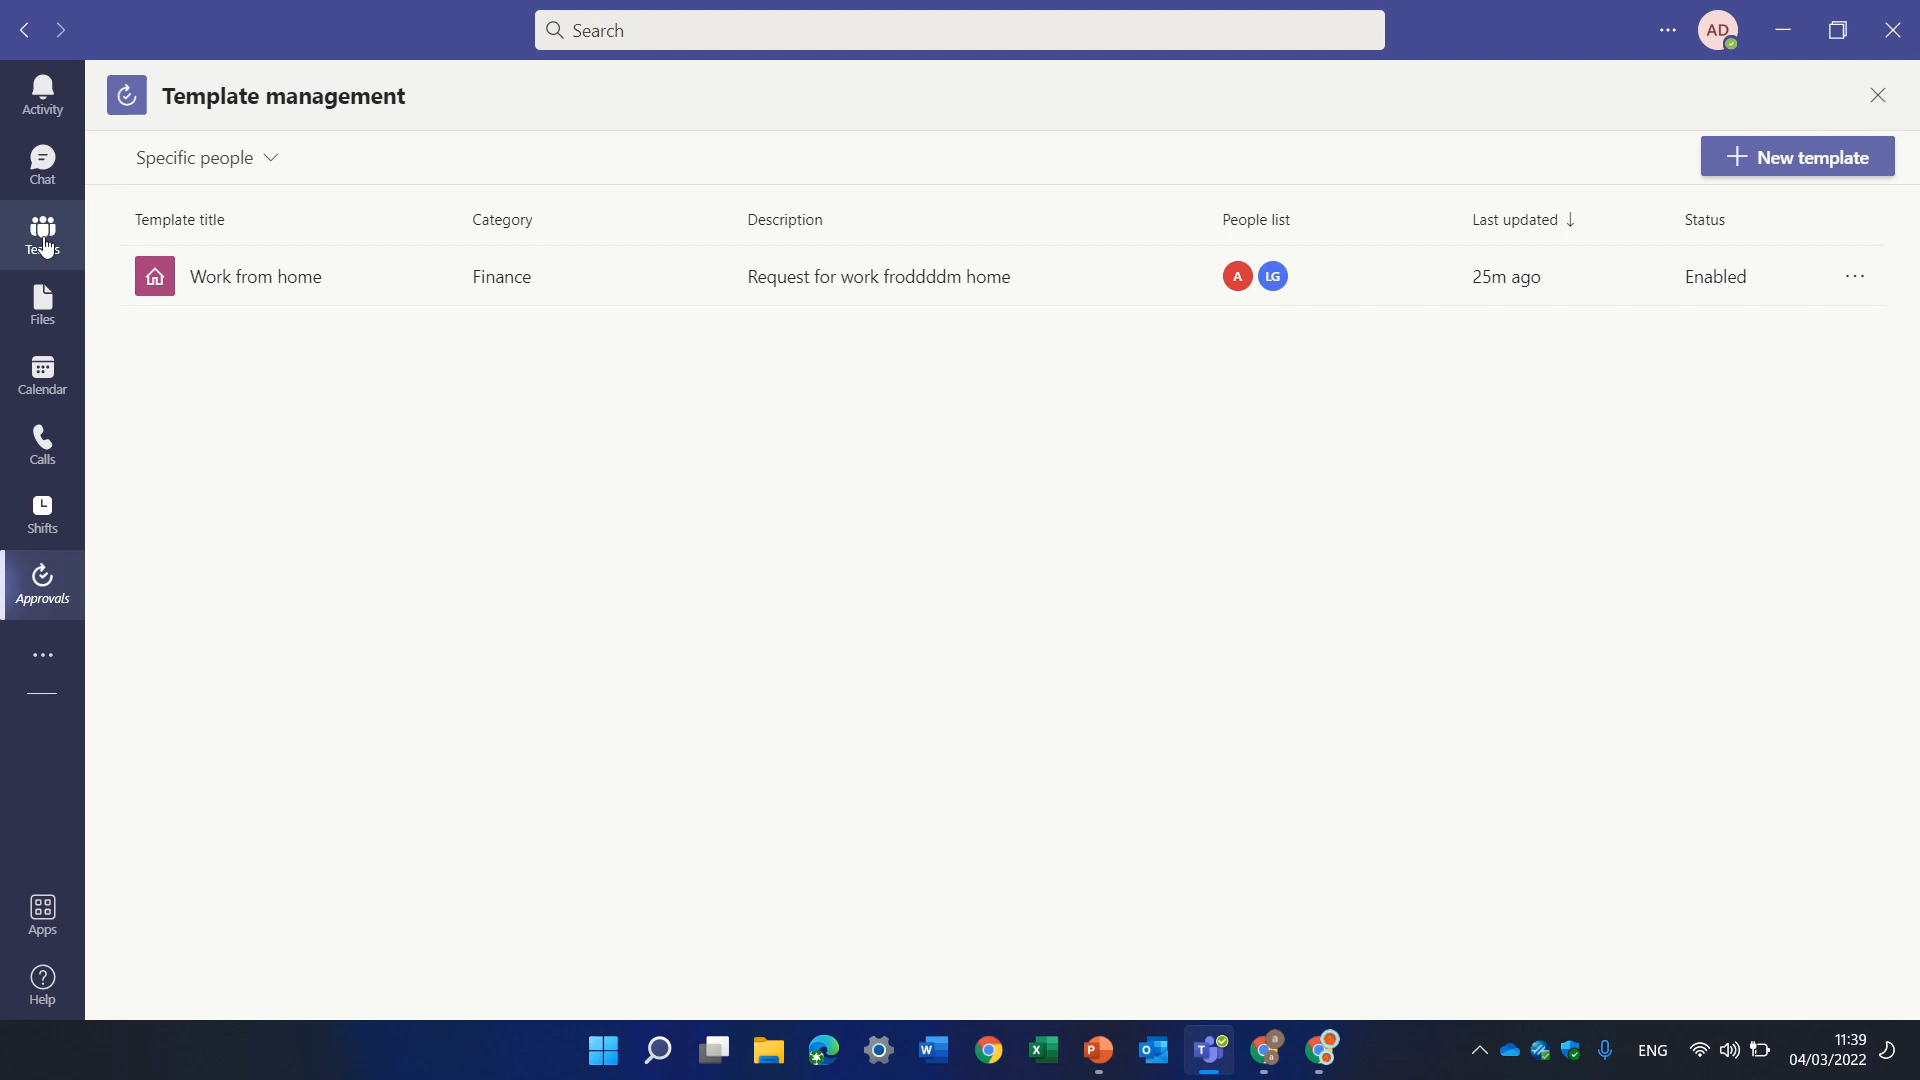 Search
AD
Activity
Chat
Files
Calendar
Calls
Shifts
Approvals
Apps
Help
Template management
Specific people
New template
Template title Category Description People list Last updated Status
Work from home Finance Request for work froddddm home A LG 25m ago Enabled
ENG
11:39
04/03/2022